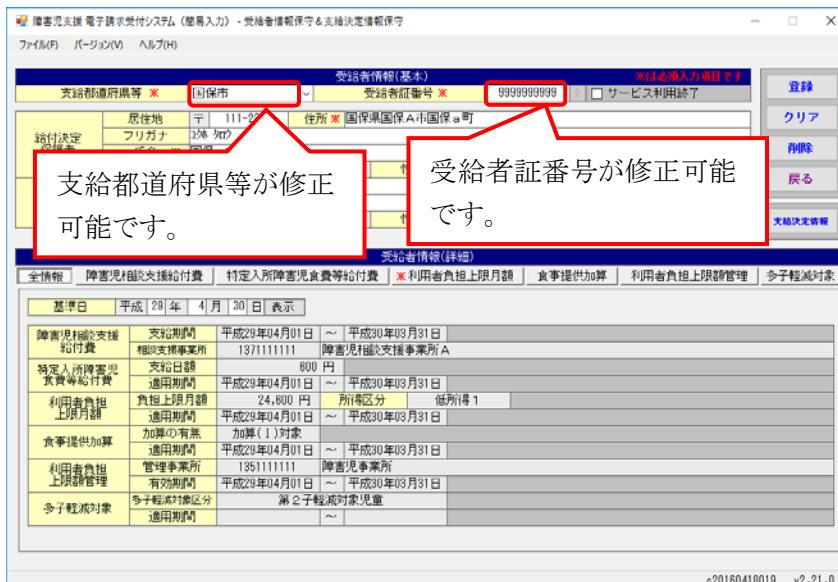 障害児支援 電子請求受付システム（簡易入力） - 受給者情報保守＆支給決定情報保守
ファイル(F) バージョン(V) ヘルプ(H)
受給者情報(基本)
※は必須入力項目です
支給都道府県等 ※ 国保市 受給者証番号 ※ 9999999999 ? サービス利用終了
登録
居住地 〒 111-22 住所 ※ 国保県国保Ａ市国保ａ町
クリア
給付決定
フリガナ
削除
戻る
支給都道府県等が修正
可能です。
受給者証番号が修正可能
です。
支給決定情報
受給者情報(詳細)
全情報 障害児相談支援給付費 特定入所障害児食費等給付費 ※利用者負担上限月額 食事提供加算 利用者負担上限額管理 多子軽減対象
基準日 平成 29 年 4 月 30 日 表示
障害児相談支援給付費 支給期間 平成29年04月01日 ～ 平成30年03月31日
相談支援事業所 1371111111 障害児相談支援事業所Ａ
特定入所障害児食費等給付費 支給日額 600 円
適用期間 平成29年04月01日 ～ 平成30年03月31日
利用者負担上限月額 負担上限月額 24,600 円 所得区分 低所得１
適用期間 平成29年04月01日 ～ 平成30年03月31日
食事提供加算 加算の有無 加算(Ⅰ)対象
適用期間 平成29年04月01日 ～ 平成30年03月31日
利用者負担上限額管理 管理事業所 1351111111 障害児事業所
有効期間 平成29年04月01日 ～ 平成30年03月31日
多子軽減対象 多子軽減対象区分 第２子軽減対象児童
適用期間 ～
s20160410019 v2.21.0